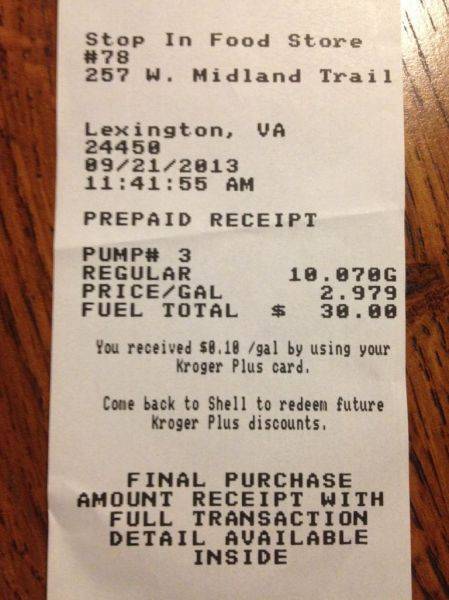 Stop In Food Store
#78
257 W. Midland Trail
Lexington, VA
24450
09/21/2013
11:41:55 AM
PREPAID RECEIPT
PUMP# 3
REGULAR 10.070G
PRICE/GAL 2.979
FUEL TOTAL $ 30.00
You received $0.10 /gal by using your
Kroger Plus card.
Come back to Shell to redeem future
Kroger Plus discounts.
FINAL PURCHASE
AMOUNT RECEIPT WITH
FULL TRANSACTION
DETAIL AVAILABLE
INSIDE